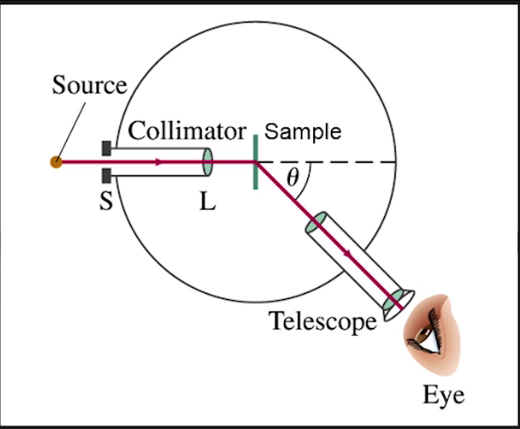 Source
Collimator
Sample
θ
S
L
Telescope
Eye